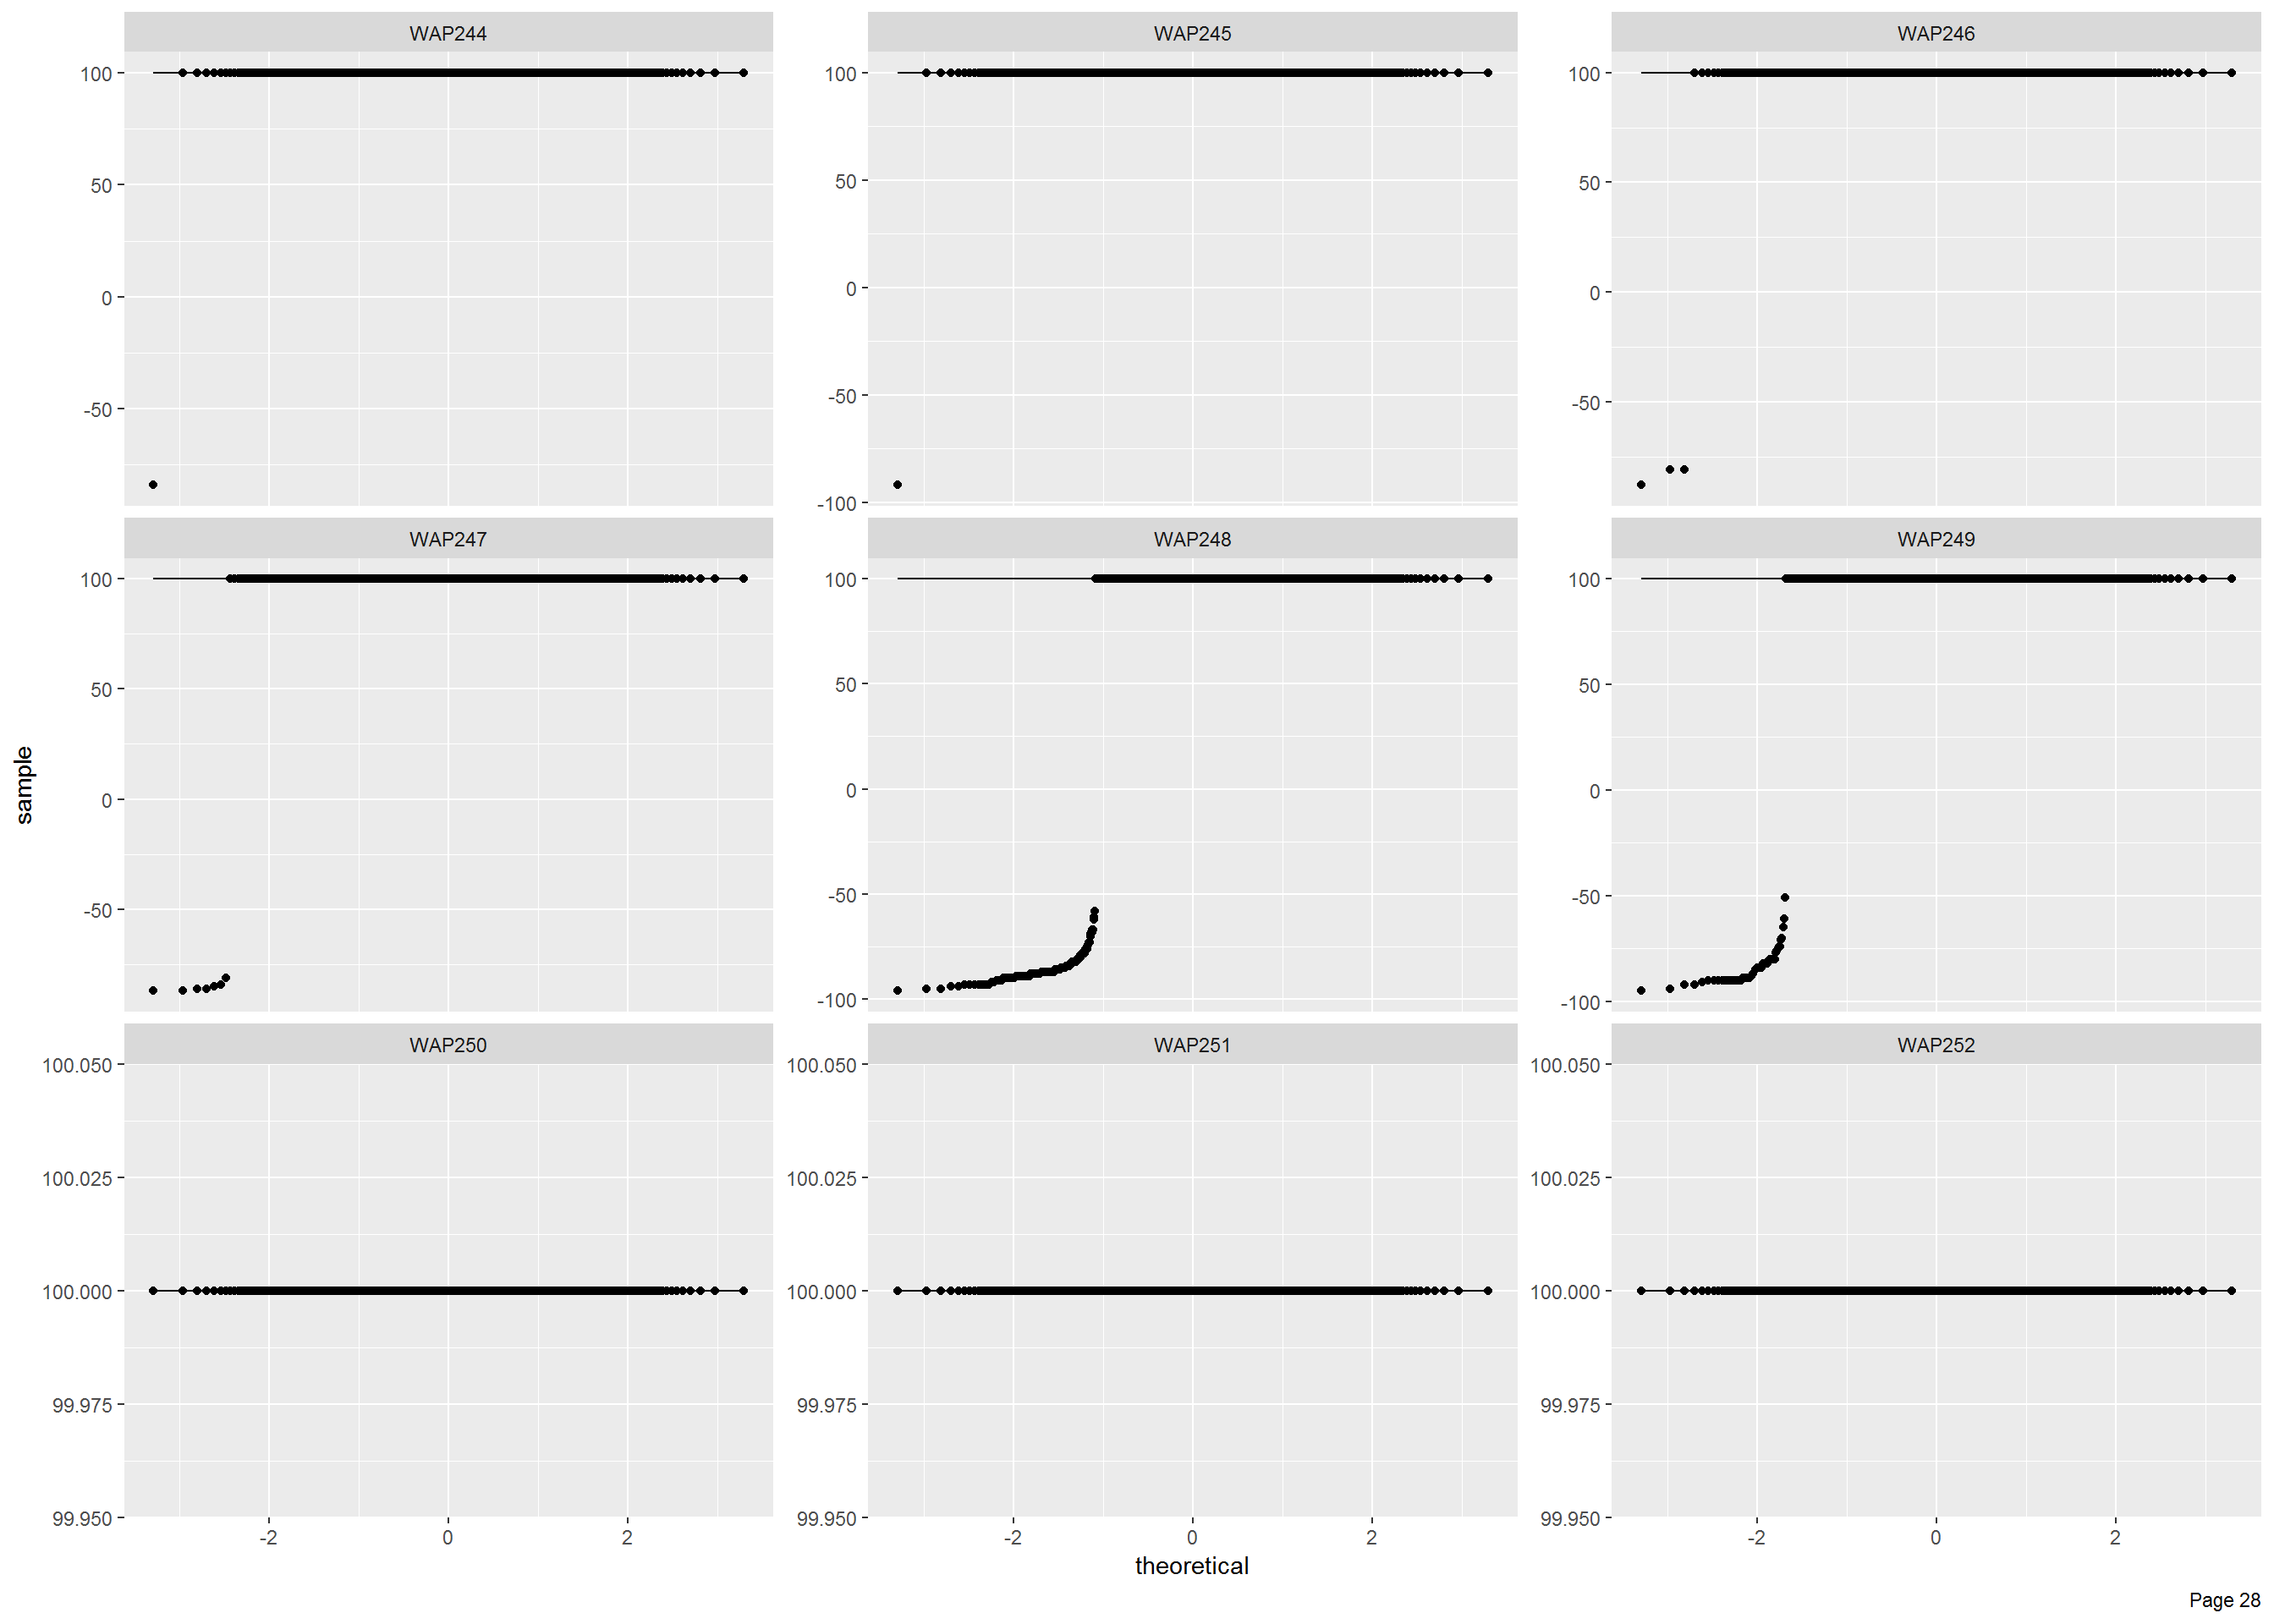 WAP244 WAP245 WAP246
100 100 100
50 50 50
0 0 0
-50 -50 -50
-100
WAP247 WAP248 WAP249
100 100 100
50 50 50
0 0 0
-50 -50 -50
-100 -100
sample
WAP250 WAP251 WAP252
100.050 100.050 100.050
100.025 100.025 100.025
100.000 100.000 100.000
99.975 99.975 99.975
99.950 99.950 99.950
-2 0 2 -2 0 2 -2 0 2
theoretical
Page 28